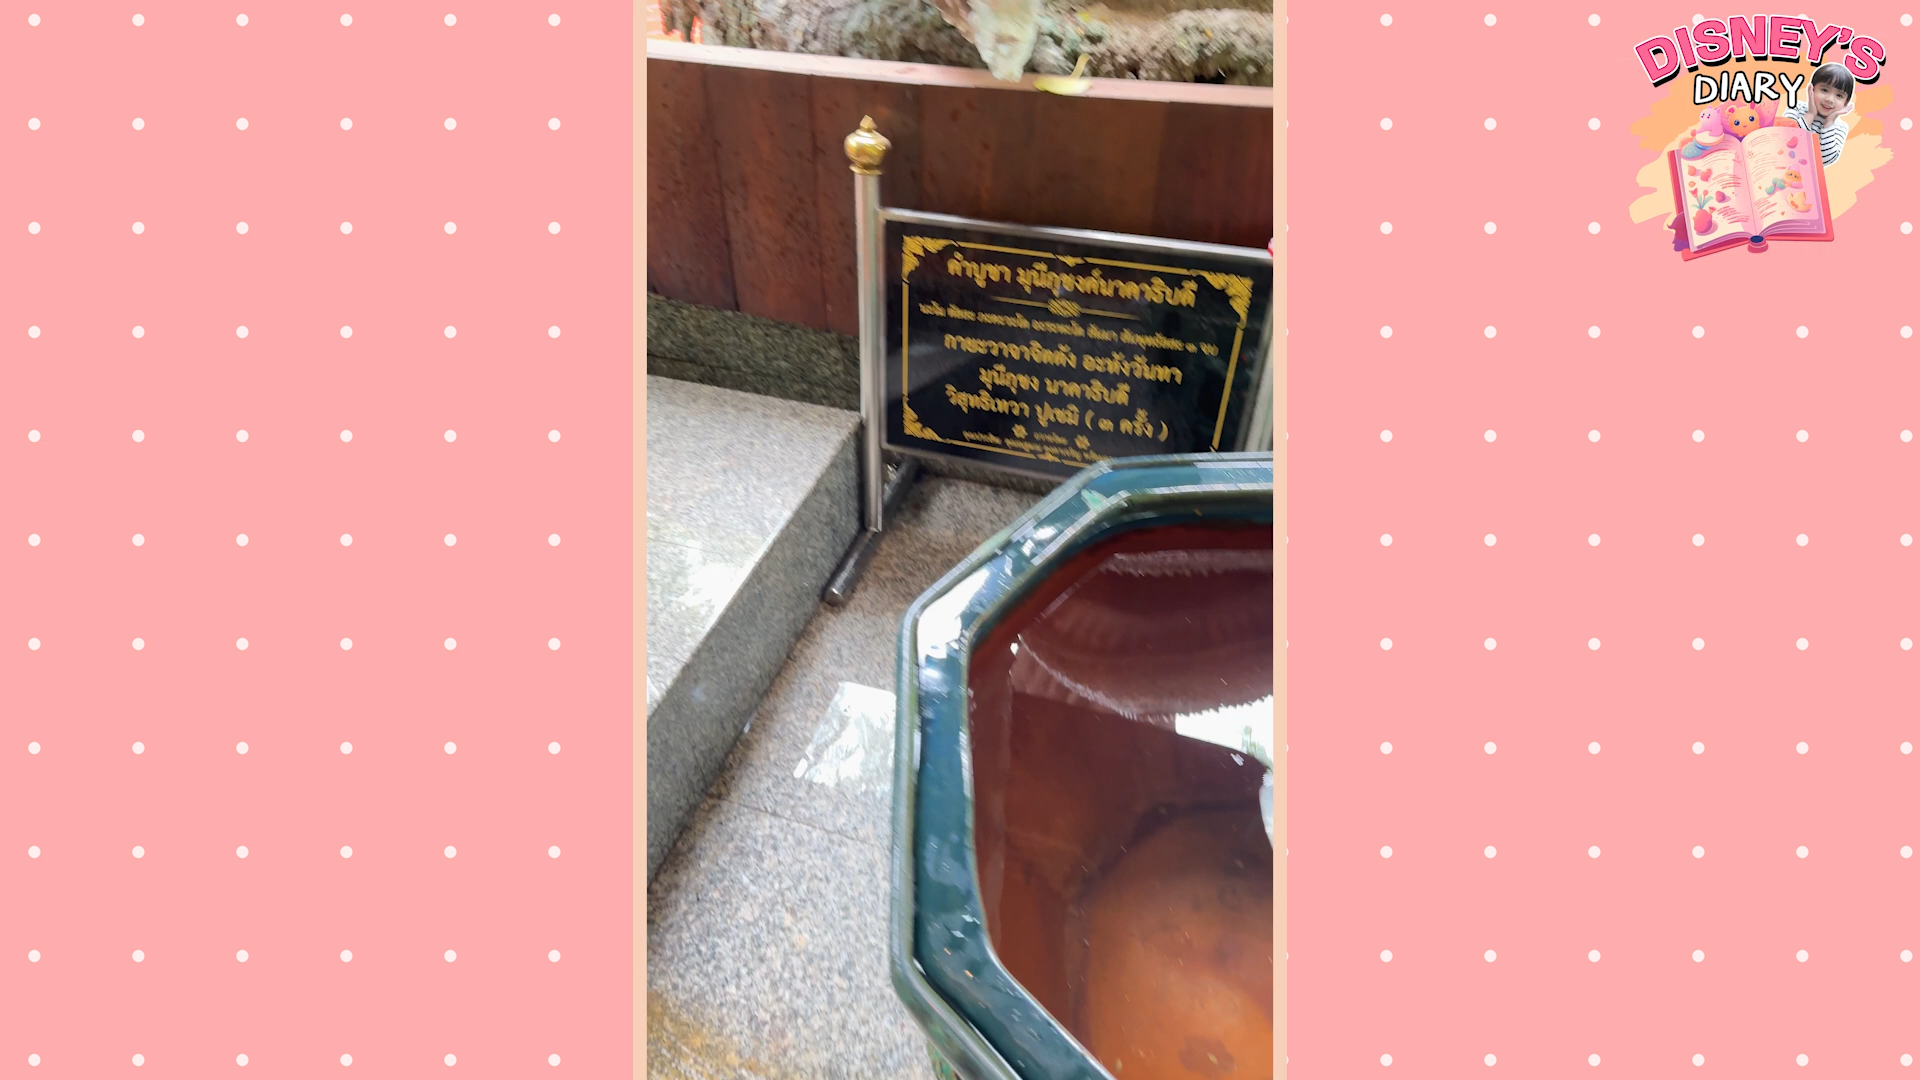 DISNEY'S
DIARY
คำบูชา มุนีภุชงค์นาคาธิบดี
กายะวาจาจิตตัง อะหังวันทา
มุนีภุชง นาคาธิบดี
วิสุทธิเทวา ปูเชมิ ( ๓ ครั้ง )